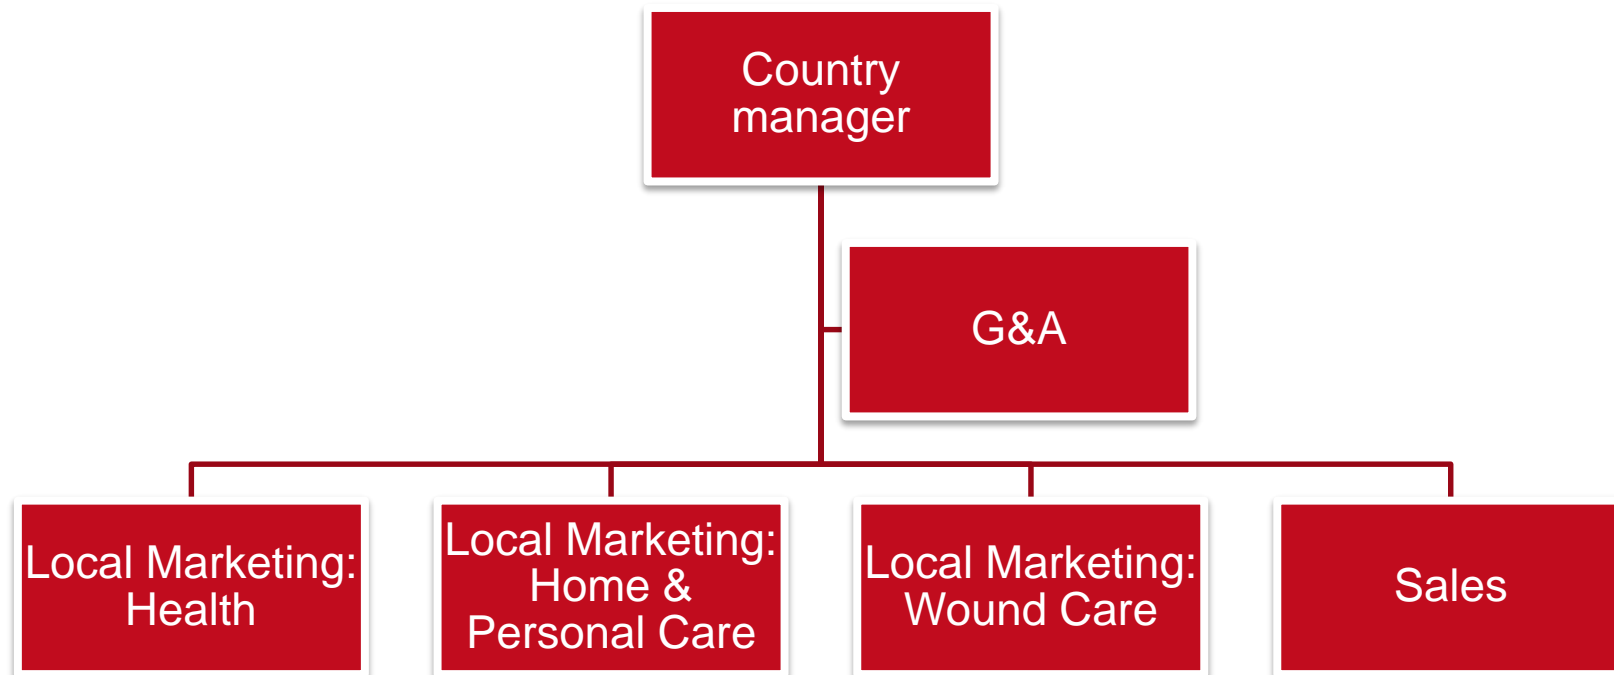 Country
manager
G&A
Local Marketing:
Health
Local Marketing:
Home &
Personal Care
Local Marketing:
Wound Care
Sales